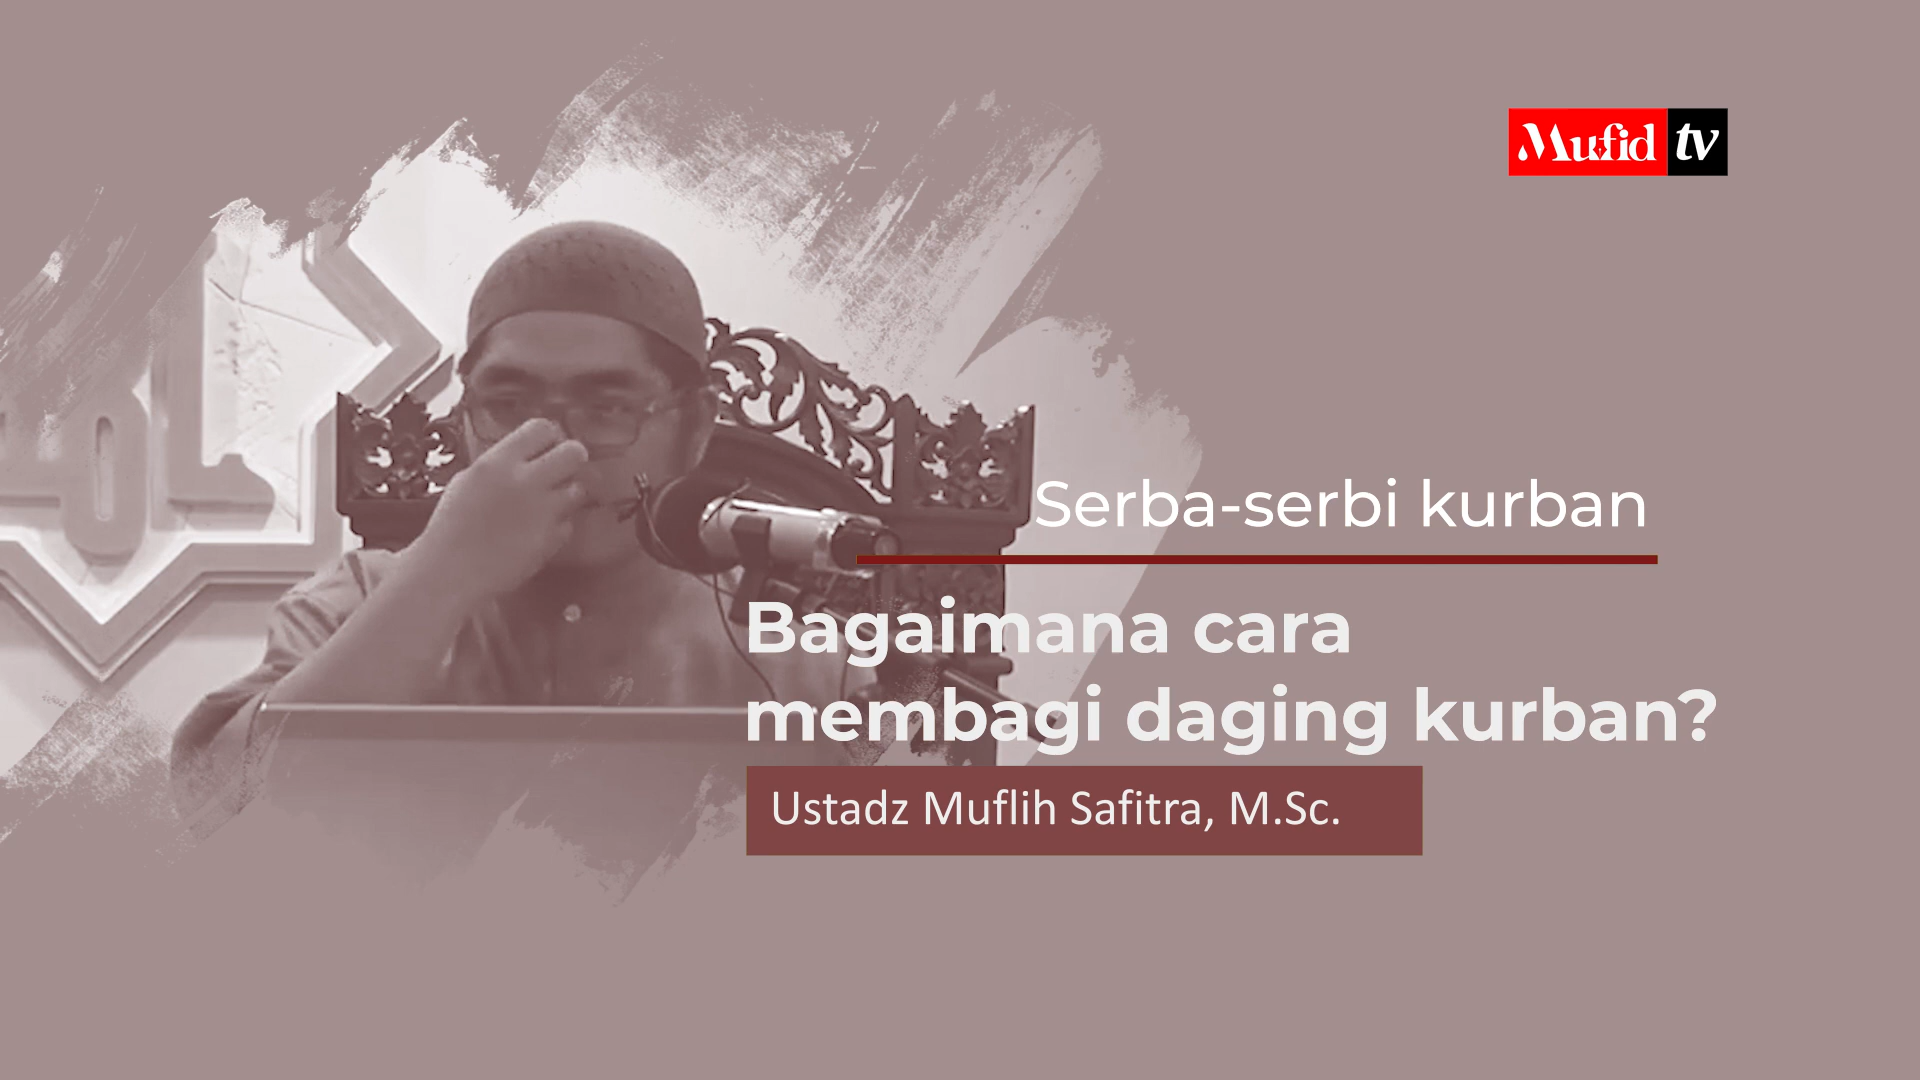 Mufid tv
Serba-serbi kurban
Bagaimana cara
membagi daging kurban?
Ustadz Muflih Safitra, M.Sc.